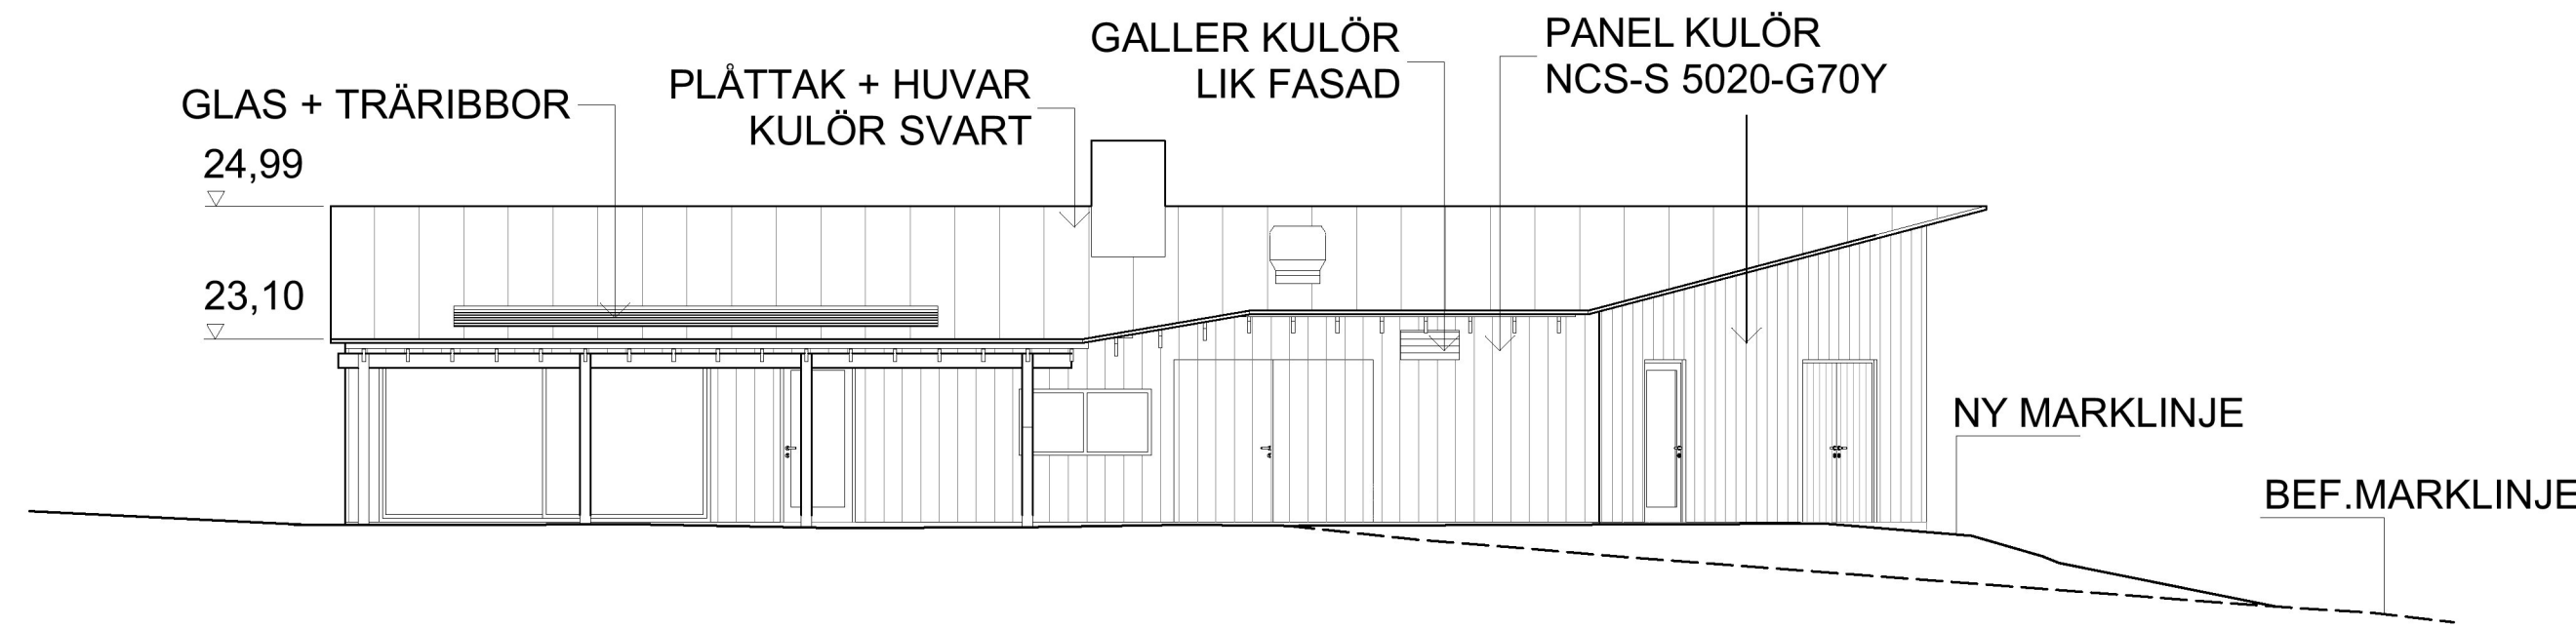 GALLER KULÖR
LIK FASAD
PANEL KULÖR
NCS-S 5020-G70Y
PLÅTTAK + HUVAR
KULÖR SVART
GLAS + TRÄRIBBOR
24,99
23,10
NY MARKLINJE
BEF.MARKLINJE